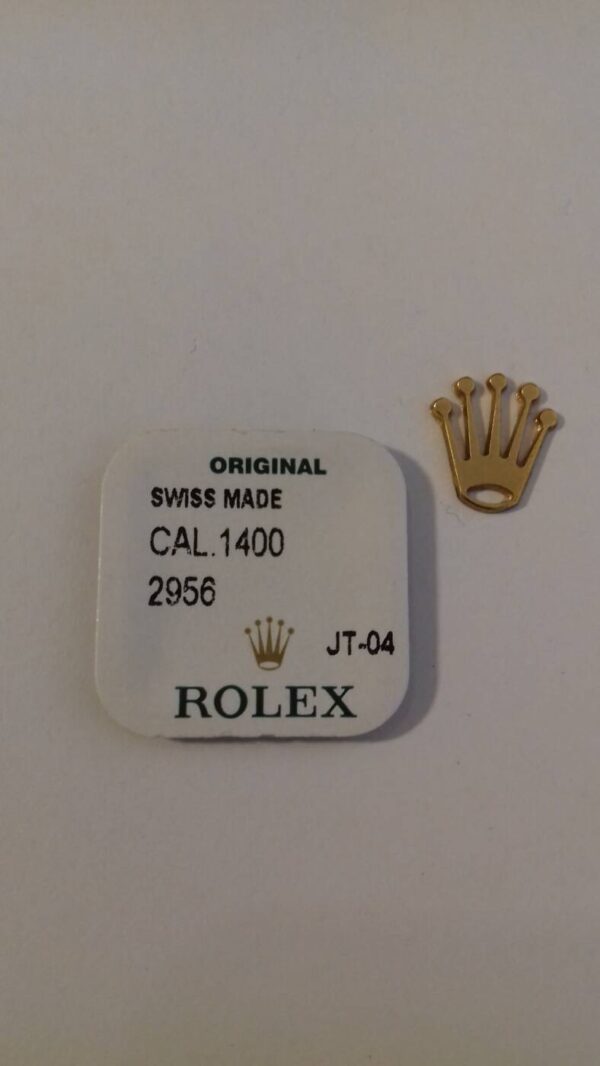 ORIGINAL
SWISS MADE
CAL.1400
2956
JT-04
ROLEX